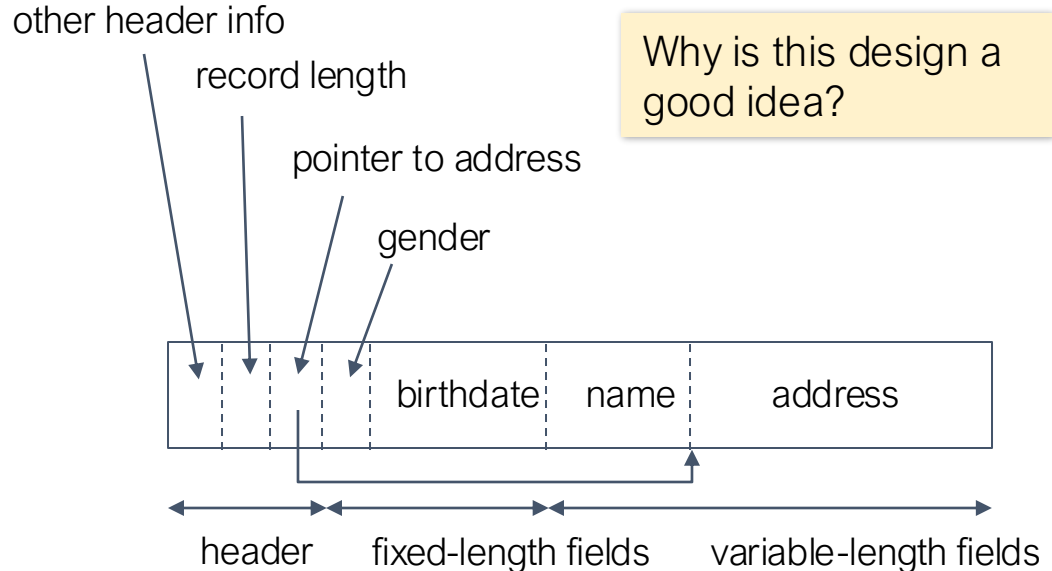 other header info
Why is this design a
good idea?
record length
pointer to address
gender
birthdate
name
address
header
fixed-length fields
variable-length fields